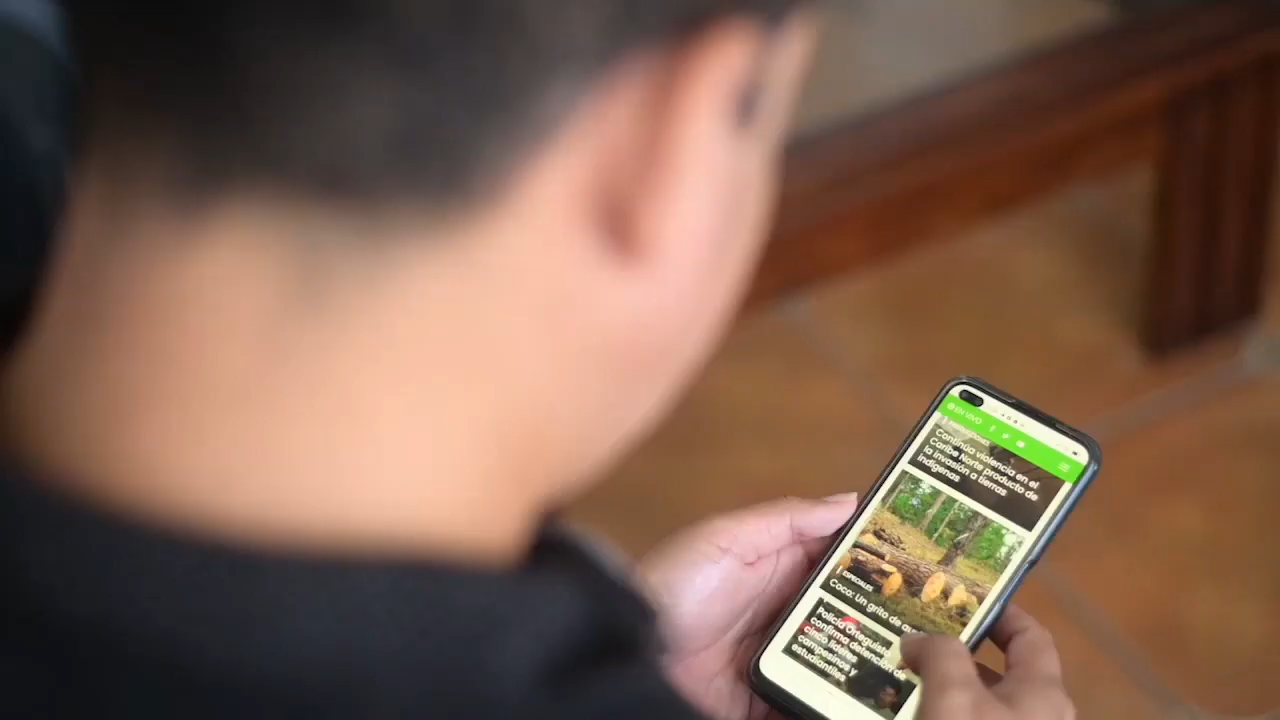 EN VIVO
Continúa violencia en el
Caribe Norte producto de
la invasión a tierras
indígenas
ESPECIALES
Coco: Un grito de
Policía Orteguista
confirma detención de
cinco líderes
campesinos y
estudiantiles